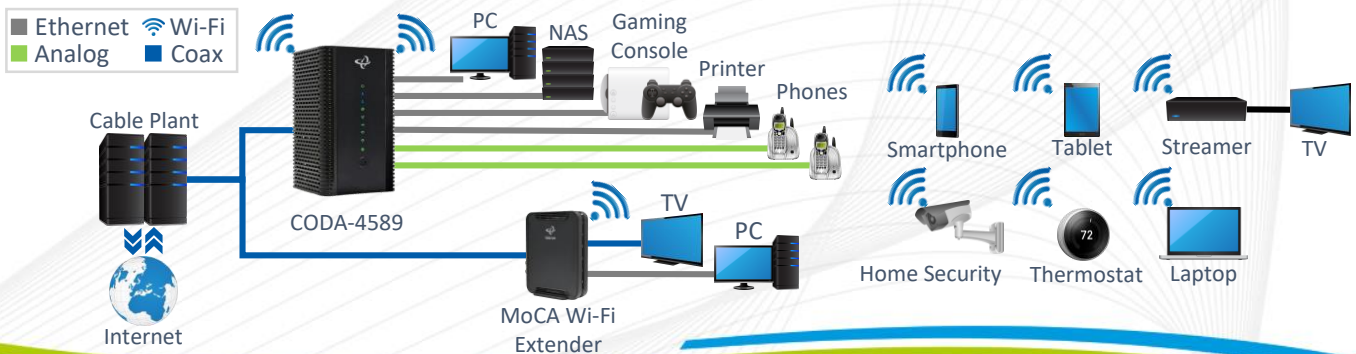 Ethernet Wi-Fi
Analog Coax
PC
NAS
Gaming
Console
Printer
Phones
Cable Plant
CODA-4589
Internet
TV
PC
MoCA Wi-Fi
Extender
Smartphone
Tablet
Streamer
TV
Home Security
72
Thermostat
Laptop